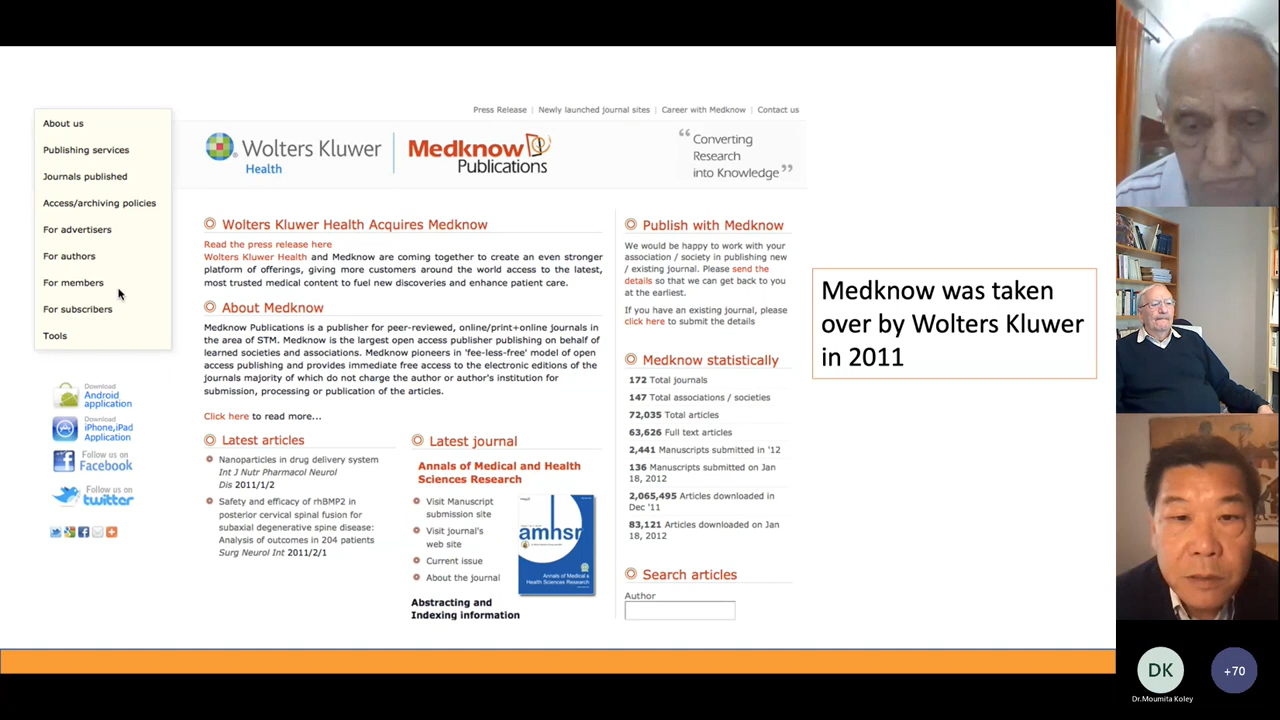 About us
Publishing services
Journals published
Access/archiving policies
For advertisers
For authors
For members
For subscribers
Tools
Download
Android
application
Download
iPhone,iPad
Application
Follow us on
Facebook
Follow us on
twitter
Press Release | Newly launched journal sites | Career with Medknow | Contact us
Wolters Kluwer
Health
Medknow
Publications
“ Converting
Research
into Knowledge ”
Wolters Kluwer Health Acquires Medknow
Read the press release here
Wolters Kluwer Health and Medknow are coming together to create an even stronger
platform of offerings, giving more customers around the world access to the latest,
most trusted medical content to fuel new discoveries and enhance patient care.
About Medknow
Medknow Publications is a publisher for peer-reviewed, online/print+online journals in
the area of STM. Medknow is the largest open access publisher publishing on behalf of
learned societies and associations. Medknow pioneers in 'fee-less-free' model of open
access publishing and provides immediate free access to the electronic editions of the
journals majority of which do not charge the author or author's institution for
submission, processing or publication of the articles.
Click here to read more...
Latest articles
Nanoparticles in drug delivery system
Int J Nutr Pharmacol Neurol
Dis 2011/1/2
Safety and efficacy of rhBMP2 in
posterior cervical spinal fusion for
subaxial degenerative spine disease:
Analysis of outcomes in 204 patients
Surg Neurol Int 2011/2/1
Latest journal
Annals of Medical and Health
Sciences Research
Visit Manuscript
submission site
Visit journal's
web site
Current issue
About the journal
amhsr
Annals of Medical &
Health Sciences Research
Abstracting and
Indexing information
Publish with Medknow
We would be happy to work with your
association / society in publishing new
/ existing journal. Please send the
details so that we can get back to you
at the earliest.
If you have an existing journal, please
click here to submit the details
Medknow statistically
172 Total journals
147 Total associations / societies
72,035 Total articles
63,626 Full text articles
2,441 Manuscripts submitted in '12
136 Manuscripts submitted on Jan
18, 2012
2,065,495 Articles downloaded in
Dec '11
83,121 Articles downloaded on Jan
18, 2012
Search articles
Author
Medknow was taken
over by Wolters Kluwer
in 2011
DK
Dr.Moumita Koley
+70